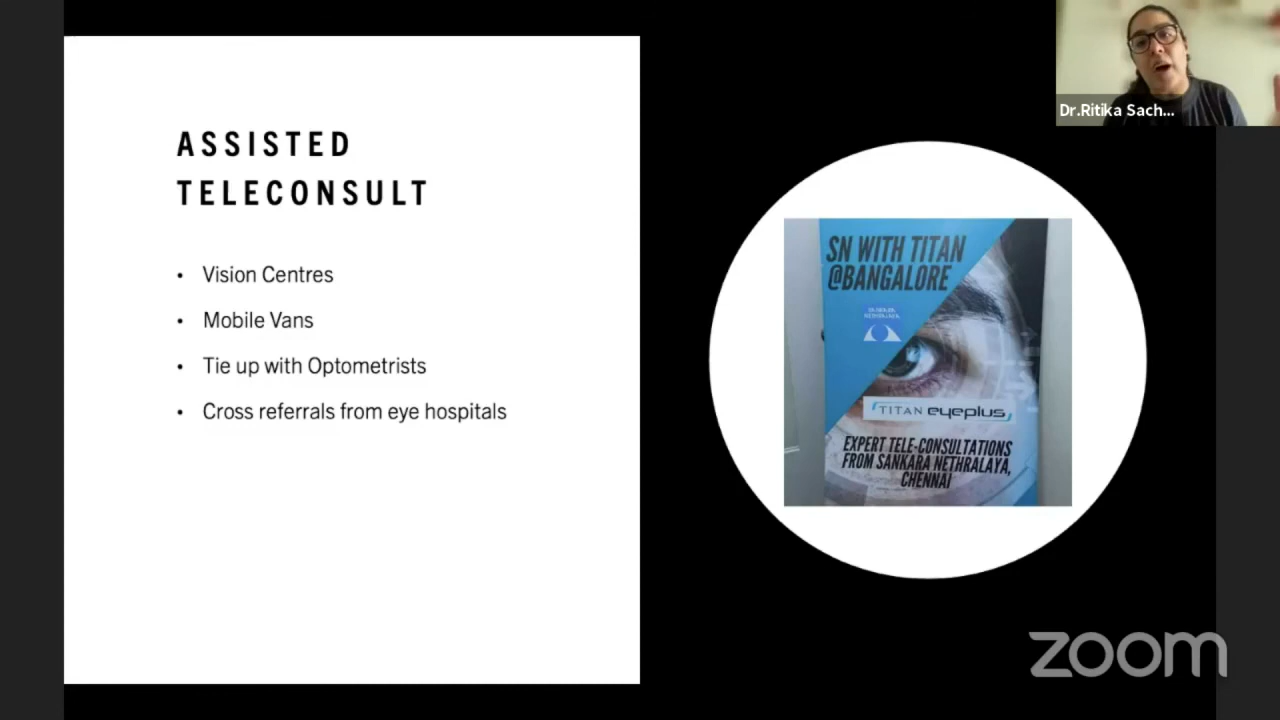 ASSISTED
TELECONSULT
• Vision Centres
• Mobile Vans
• Tie up with Optometrists
• Cross referrals from eye hospitals
Dr.Ritika Sach...
SN WITH TITAN
@BANGALORE
TITAN eyeplus
EXPERT TELE-CONSULTATIONS
FROM SANKARA NETHRALAYA,
CHENNAI
zoom